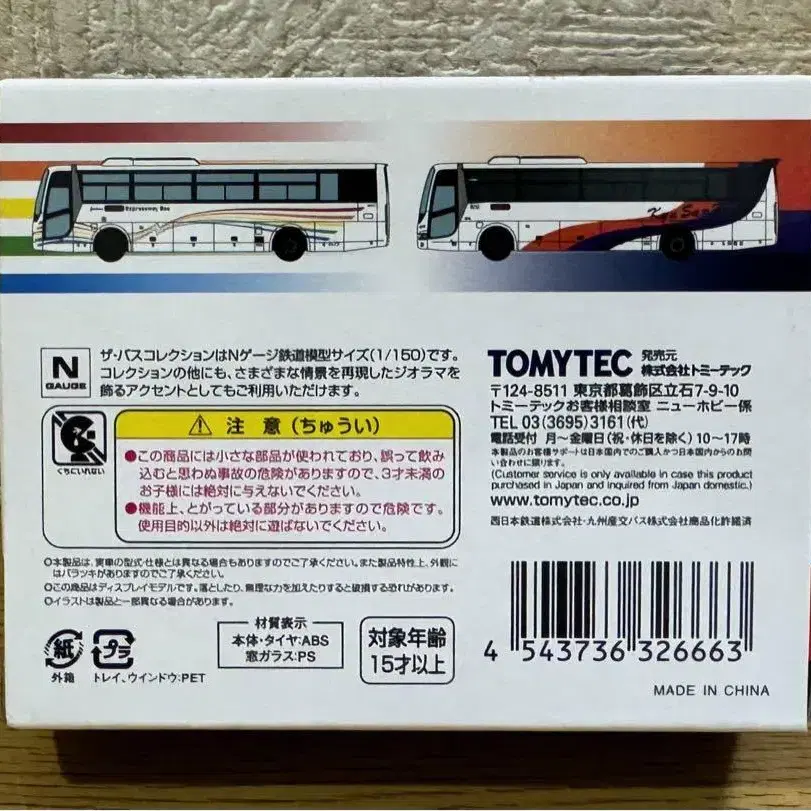 Expressway Bus
Kyu San
N
GAUGE
ザ・バスコレクションはNゲージ鉄道模型サイズ(1/150)です。
コレクションの他にも、さまざまな情景を再現したジオラマを
飾るアクセントとしてもご利用いただけます。
くちにいれない
注 意 (ちゅうい)
●この商品には小さな部品が使われており、誤って飲み
込むと思わぬ事故の危険がありますので、3才未満の
お子様には絶対に与えないでください。
●機能上、とがっている部分がありますので危険です。
使用目的以外は絶対に遊ばないでください。
○本製品は、実車の型式・仕様とは異なる場合もありますのでご了承ください。また製品特性上、外観に
はバラツキがありますのでご了承ください。
○この商品はディスプレイモデルです。落としたり、無理な力を加えたりすると破損する恐れがあります。
○イラストは製品と一部異なる場合があります。
紙
外箱
プラ
トレイ、ウインドウ:PET
材質表示
本体・タイヤ:ABS
窓ガラス:PS
対象年齢
15才以上
TOMYTEC 発売元 株式会社トミーテック
〒124-8511 東京都葛飾区立石7-9-10
トミーテックお客様相談室 ニューホビー係
TEL 03(3695)3161(代)
電話受付 月〜金曜日(祝・休日を除く) 10〜17時
本製品のお客様サポートは日本国内でのご購入かつ日本国内からのお問
い合わせに限ります。
(Customer service is only available in case this product
purchased in Japan and inquired from Japan domestic.)
www.tomytec.co.jp
西日本鉄道株式会社・九州産交バス株式会社商品化許諾済
4 543736 326663
MADE IN CHINA